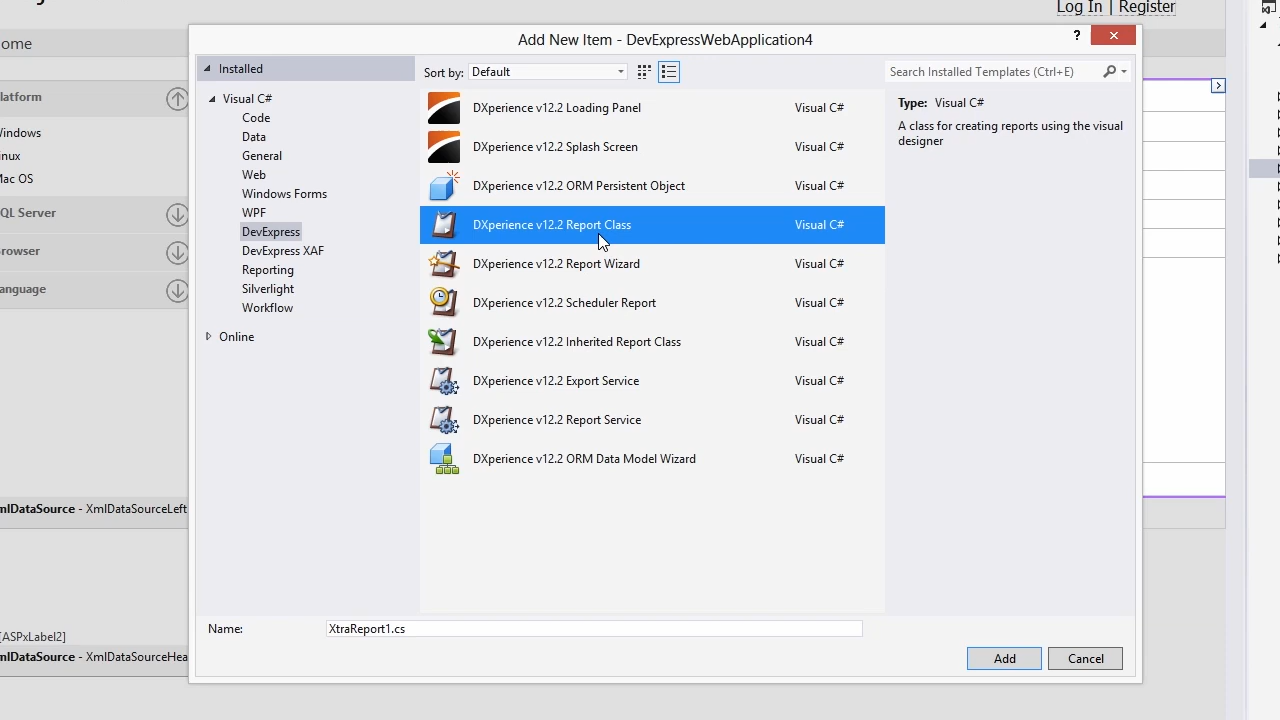 Log In | Register
Add New Item - DevExpressWebApplication4
?
ome
Installed
Sort by: Default
Search Installed Templates (Ctrl+E)
Visual C#
Code
Data
General
Web
Windows Forms
WPF
DevExpress
DevExpress XAF
Reporting
Silverlight
Workflow
Online
DXperience v12.2 Loading Panel Visual C#
DXperience v12.2 Splash Screen Visual C#
DXperience v12.2 ORM Persistent Object Visual C#
DXperience v12.2 Report Class Visual C#
DXperience v12.2 Report Wizard Visual C#
DXperience v12.2 Scheduler Report Visual C#
DXperience v12.2 Inherited Report Class Visual C#
DXperience v12.2 Export Service Visual C#
DXperience v12.2 Report Service Visual C#
DXperience v12.2 ORM Data Model Wizard Visual C#
Type: Visual C#
A class for creating reports using the visual
designer
latform
Windows
inux
Mac OS
QL Server
rowser
anguage
mlDataSource - XmlDataSourceLeft
[ASPxLabel2]
mlDataSource - XmlDataSourceHea
Name: XtraReport1.cs
Add Cancel